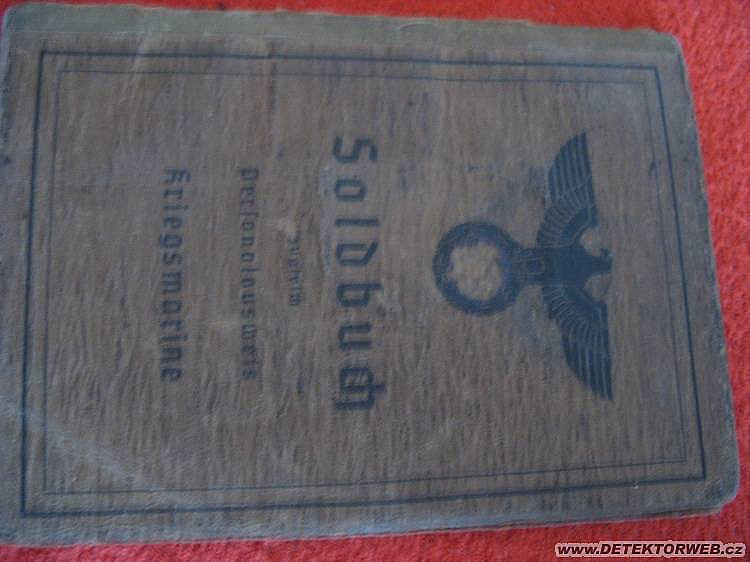 Soldbuch
zugleich
Personalausweis
Kriegsmarine
www.DETEKTORWEB.cz